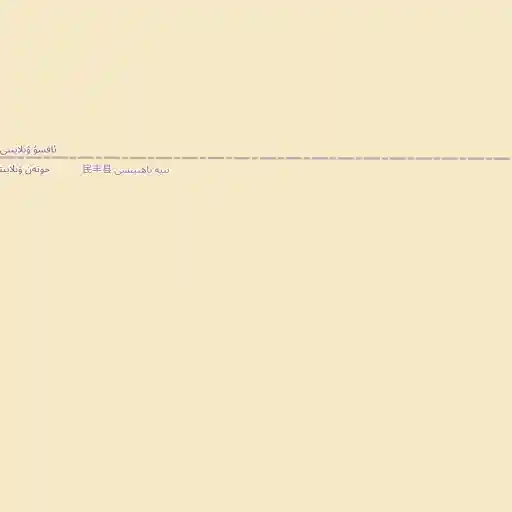 ئاقسۇ ۋىلايىتى
خوتەن ۋىلايىتى
民丰县 نىيە ناھىيىسى